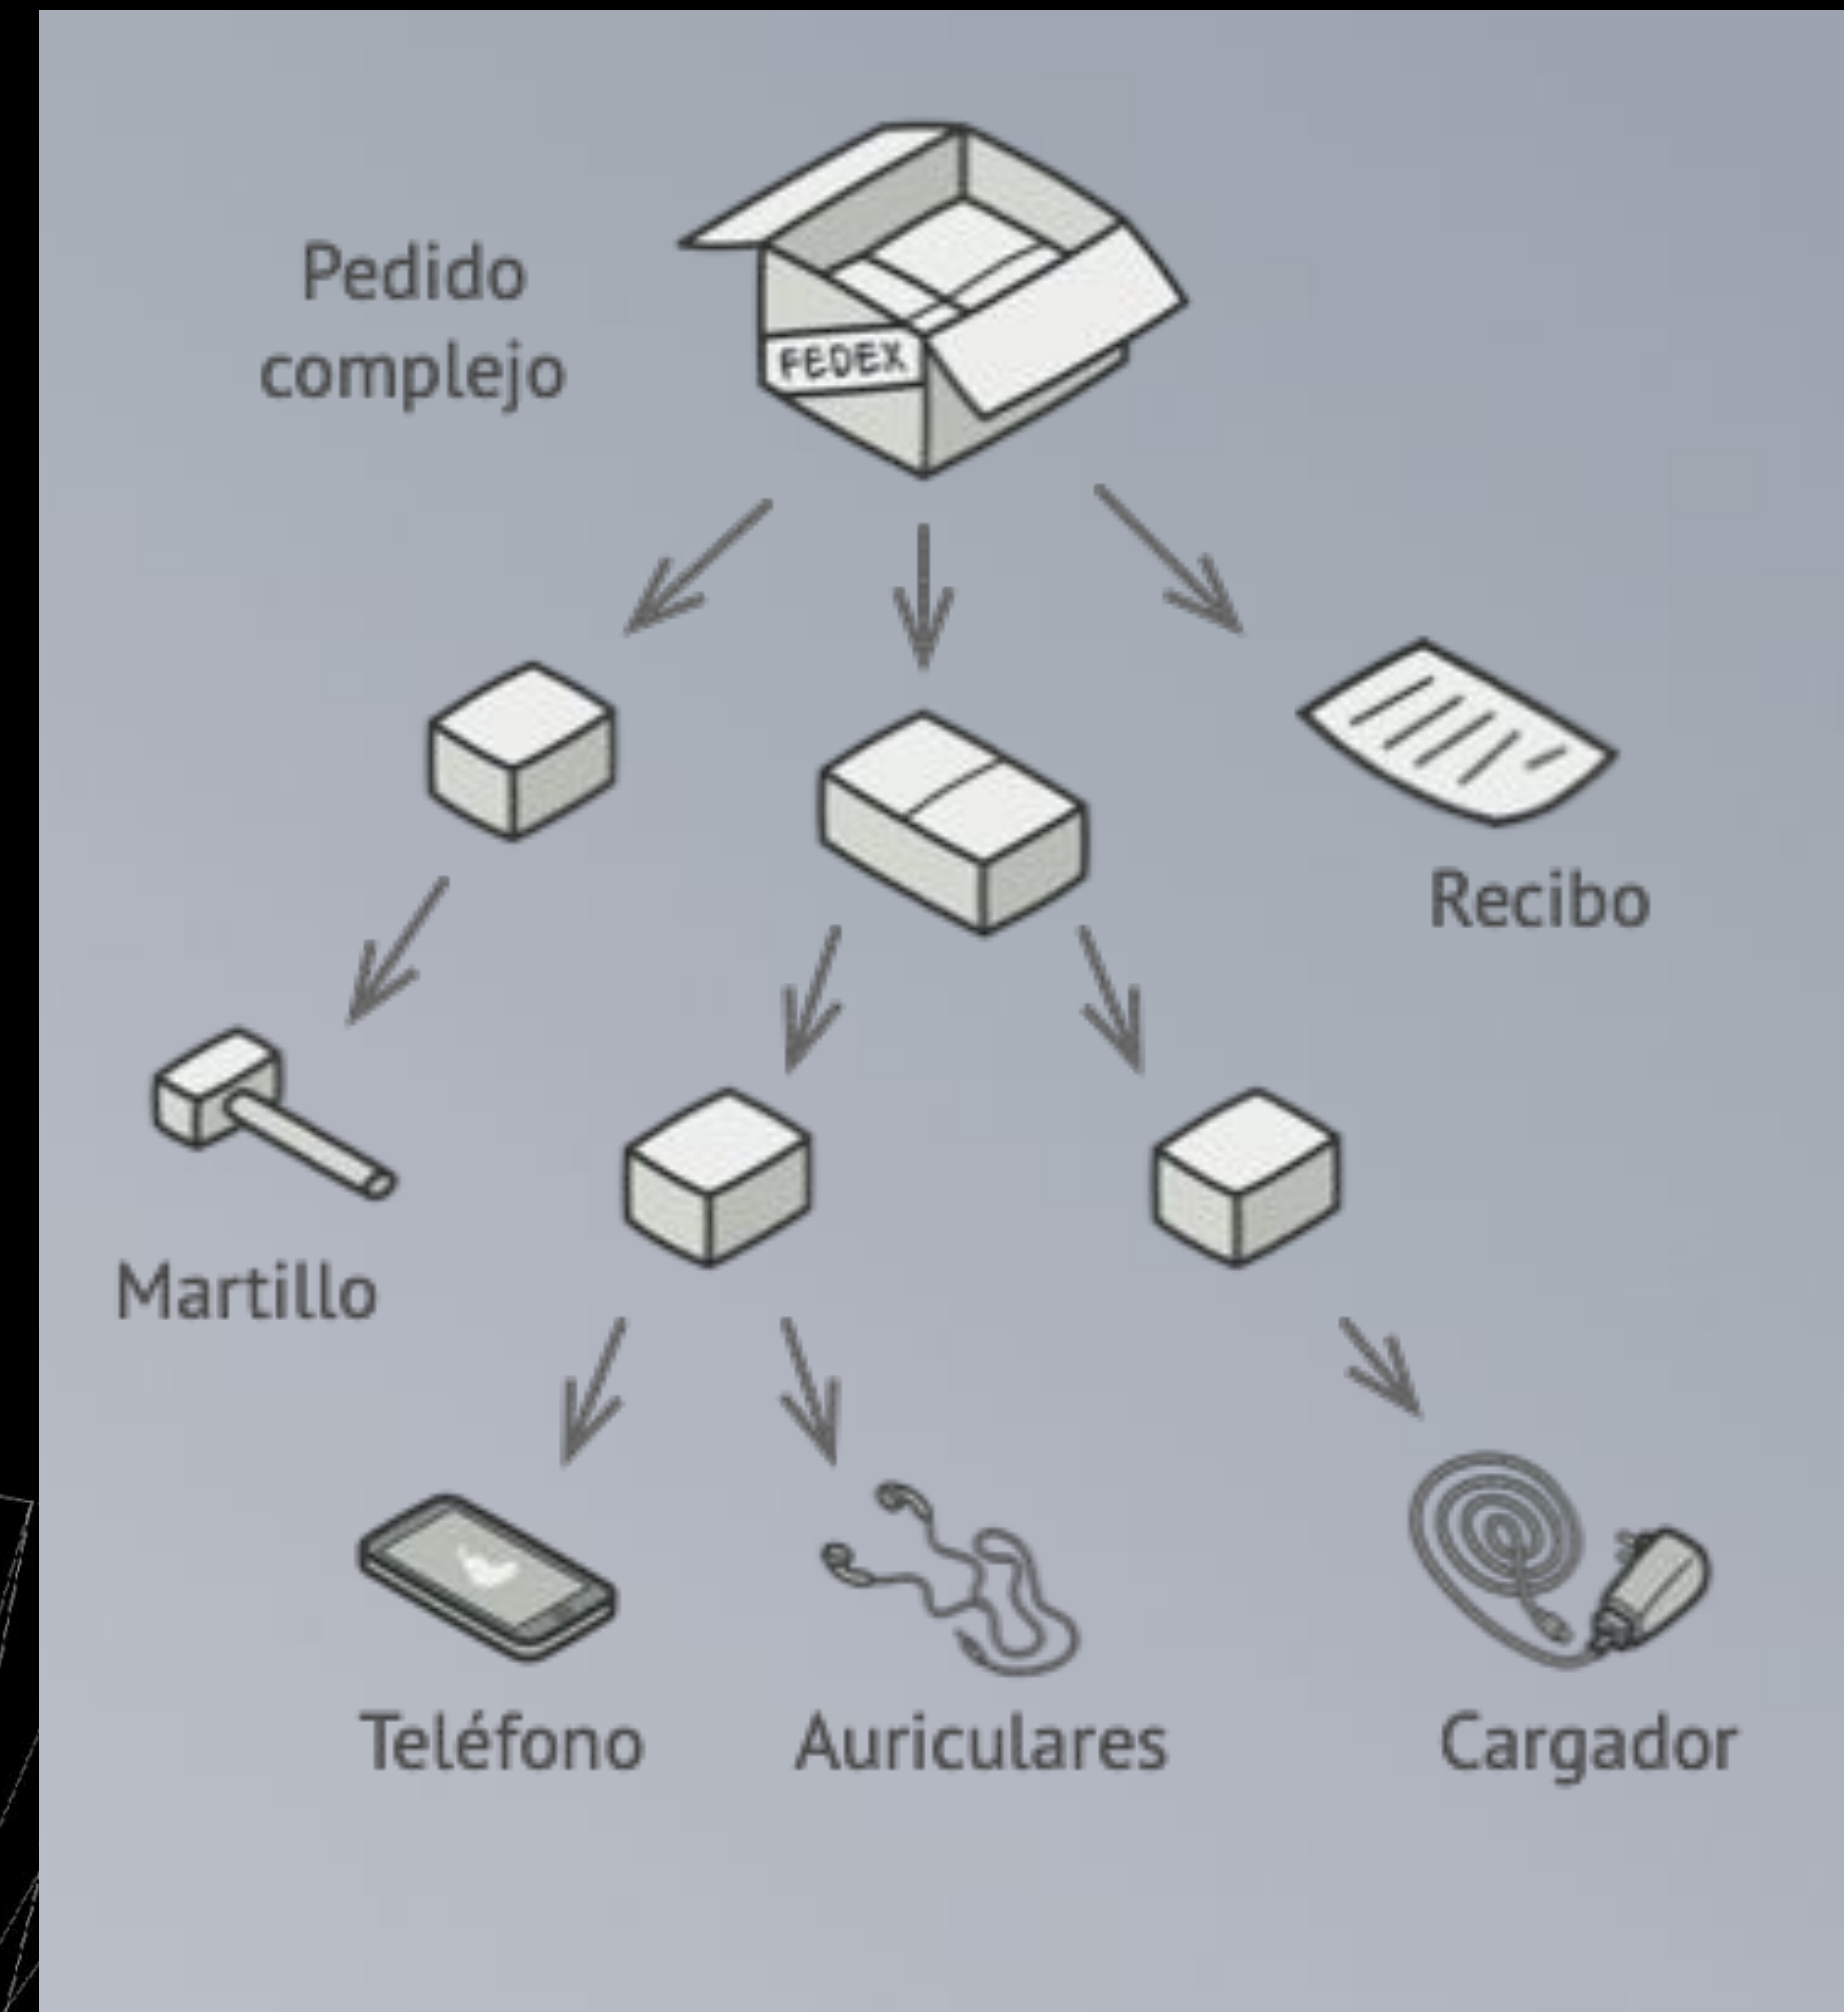 Pedido
complejo
FEDEX
Recibo
Martillo
Teléfono
Auriculares
Cargador